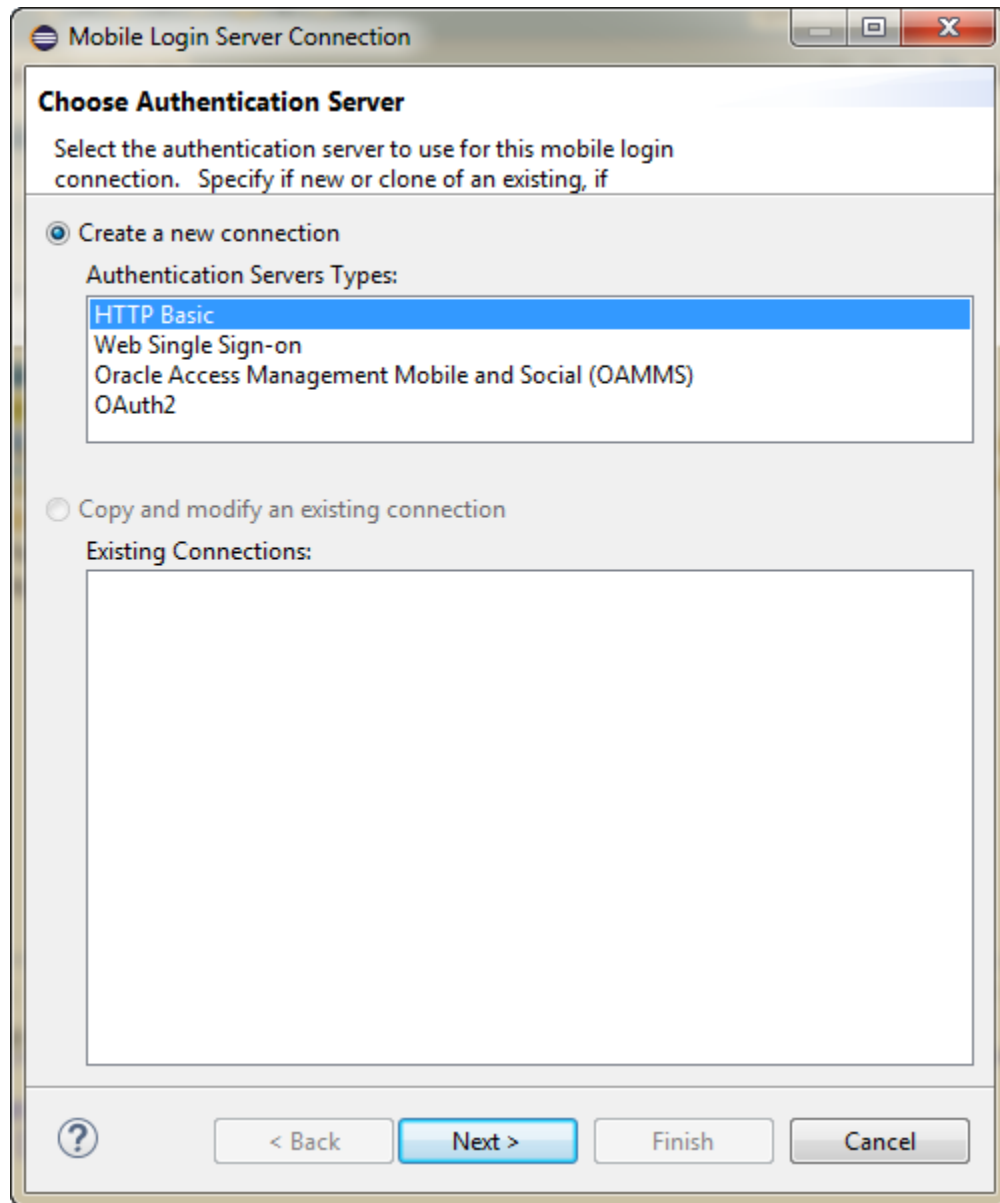 Mobile Login Server Connection
Choose Authentication Server
Select the authentication server to use for this mobile login
connection.   Specify if new or clone of an existing, if
Create a new connection
Authentication Servers Types:
HTTP Basic
Web Single Sign-on
Oracle Access Management Mobile and Social (OAMMS)
OAuth2
Copy and modify an existing connection
Existing Connections:
? < Back Next > Finish Cancel